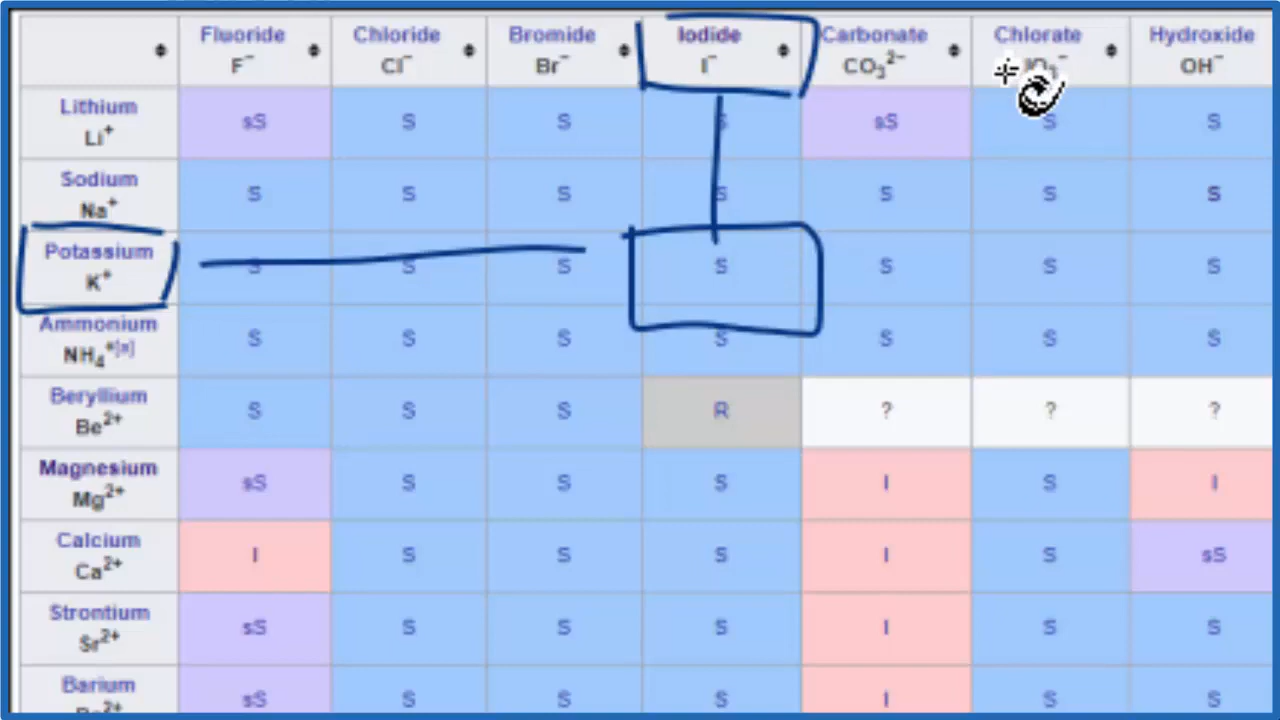 Fluoride Chloride Bromide Iodide Carbonate Chlorate Hydroxide
F⁻ Cl⁻ Br⁻ I⁻ CO₃²⁻ OH⁻
Lithium
Li⁺ sS S S S sS S S
Sodium
Na⁺ S S S S S S S
Potassium
K⁺ S S S S S S S
Ammonium
NH₄⁺[a] S S S S S S S
Beryllium
Be²⁺ S S S R ? ? ?
Magnesium
Mg²⁺ sS S S S I S I
Calcium
Ca²⁺ I S S S I S sS
Strontium
Sr²⁺ sS S S S I S S
Barium
sS S S S I S S